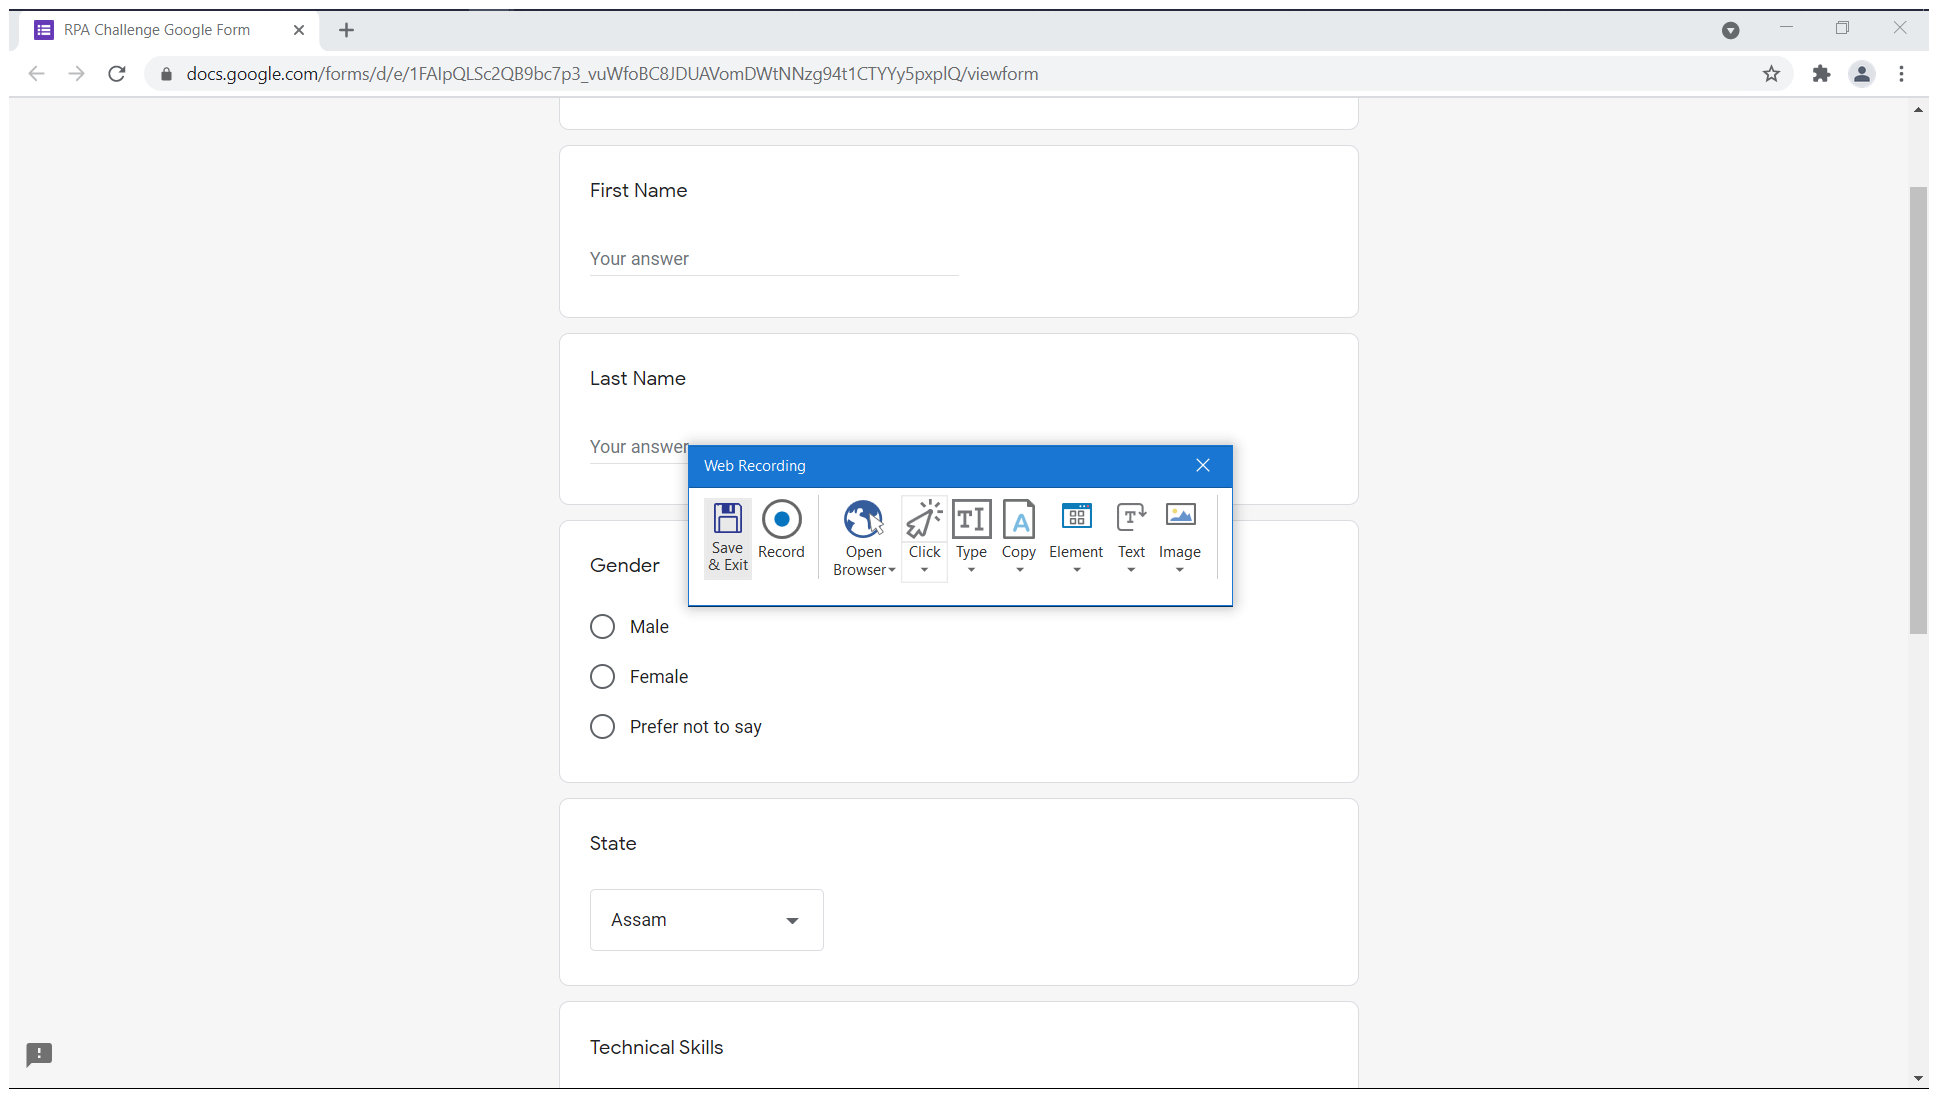 RPA Challenge Google Form
docs.google.com/forms/d/e/1FAIpQLSc2QB9bc7p3_vuWfoBC8JDUAVomDWtNNzg94t1CTYYy5pxplQ/viewform
First Name
Your answer
Last Name
Your answer
Web Recording
Save & Exit
Record
Open Browser
Click
Type
Copy
Element
Text
Image
Gender
Male
Female
Prefer not to say
State
Assam
Technical Skills